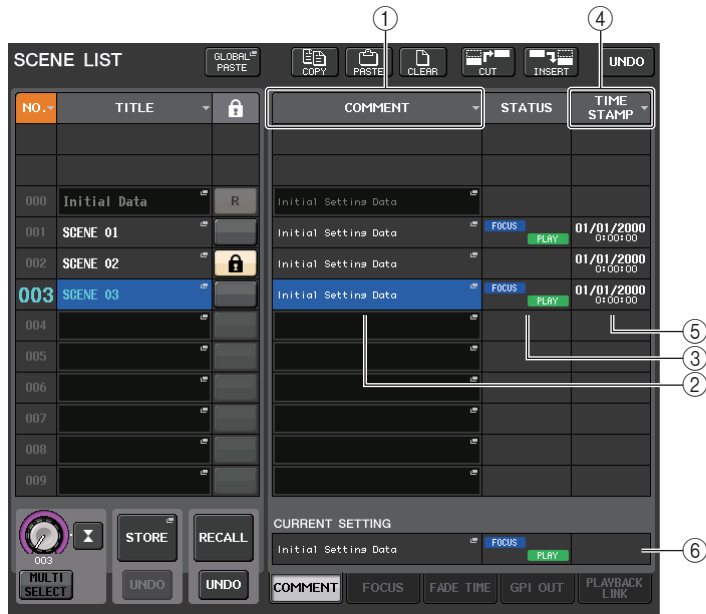 ① ④
SCENE LIST GLOBAL PASTE COPY PASTE CLEAR CUT INSERT UNDO
NO. TITLE COMMENT STATUS TIME STAMP
000 Initial Data R Initial Setting Data
001 SCENE 01 Initial Setting Data FOCUS PLAY 01/01/2000 0:00:00
002 SCENE 02 Initial Setting Data 01/01/2000 0:00:00
003 SCENE 03 Initial Setting Data FOCUS PLAY 01/01/2000 0:00:00
004 ⑤
005 ③
006 ②
007
008
009
CURRENT SETTING
STORE RECALL Initial Setting Data FOCUS PLAY ⑥
003
MULTI SELECT UNDO UNDO COMMENT FOCUS FADE TIME GPI OUT PLAYBACK LINK